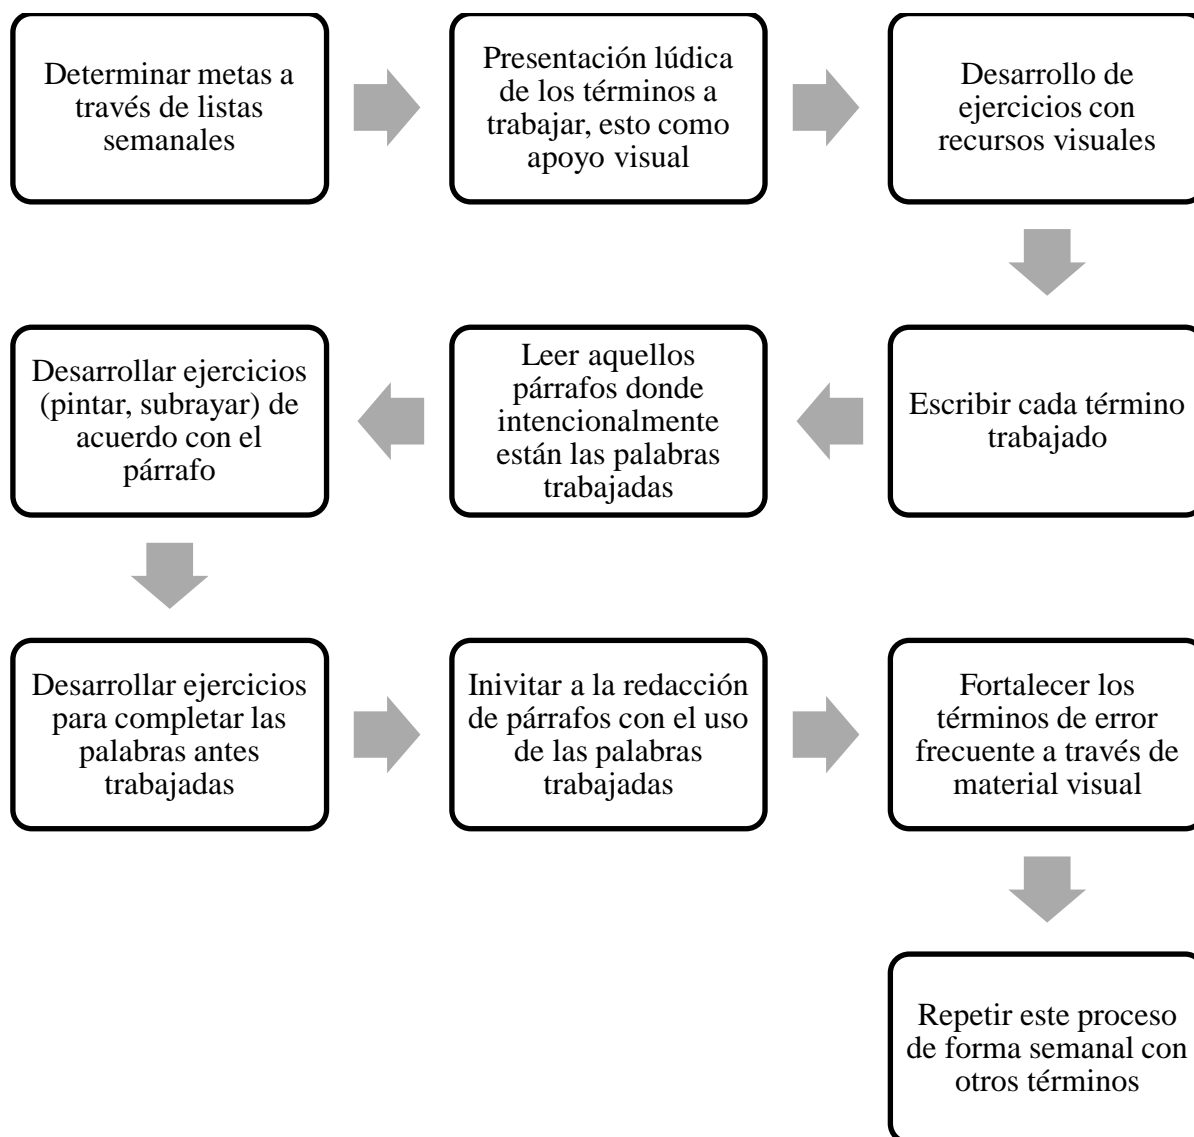 Determinar metas a
través de listas
semanales
Presentación lúdica
de los términos a
trabajar, esto como
apoyo visual
Desarrollo de
ejercicios con
recursos visuales
Escribir cada término
trabajado
Leer aquellos
párrafos donde
intencionalmente
están las palabras
trabajadas
Desarrollar ejercicios
(pintar, subrayar) de
acuerdo con el
párrafo
Desarrollar ejercicios
para completar las
palabras antes
trabajadas
Inivitar a la redacción
de párrafos con el uso
de las palabras
trabajadas
Fortalecer los
términos de error
frecuente a través de
material visual
Repetir este proceso
de forma semanal con
otros términos